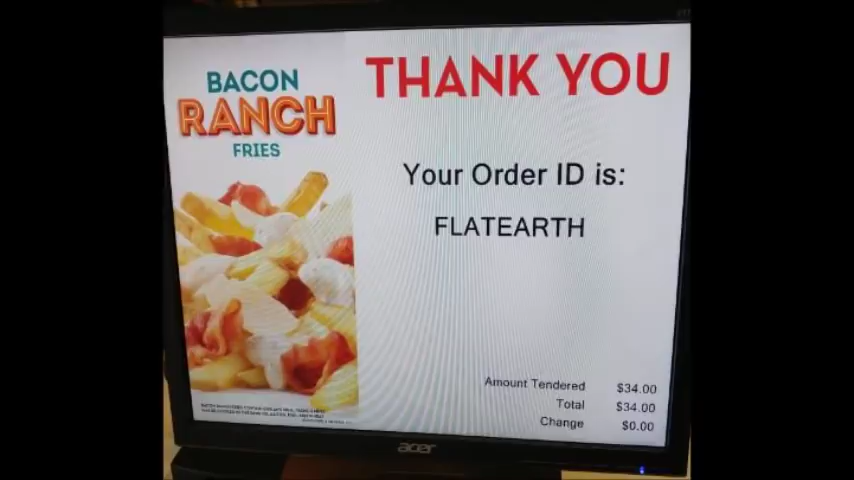 BACON
RANCH
FRIES
THANK YOU
Your Order ID is:
FLATEARTH
Amount Tendered $34.00
Total $34.00
Change $0.00
acer